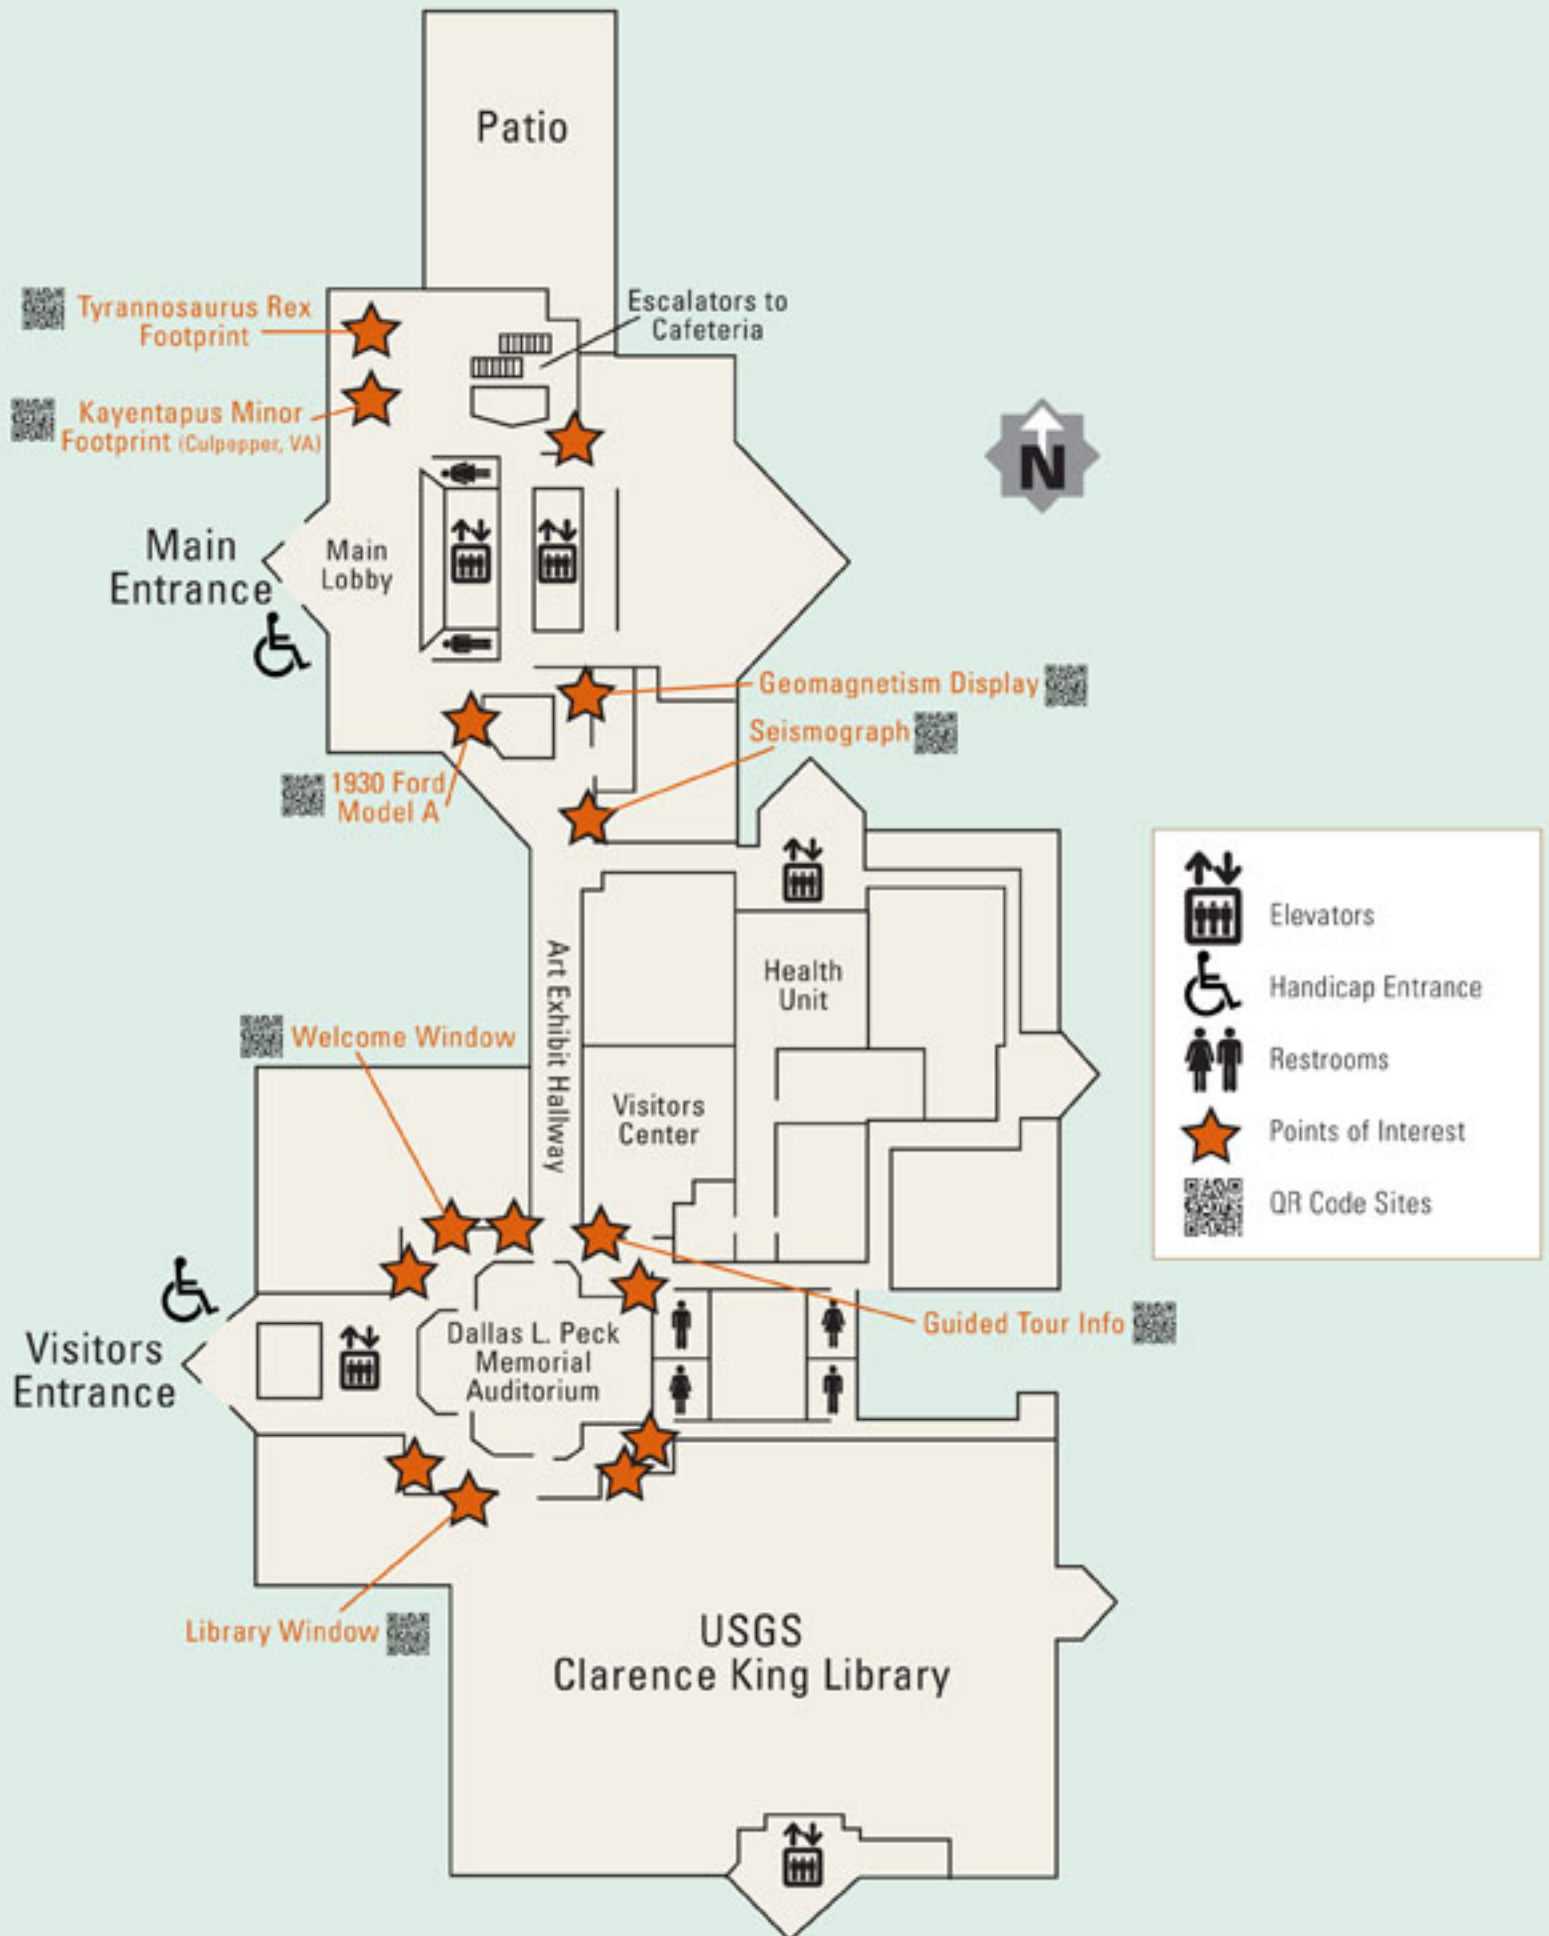 Patio
Tyrannosaurus Rex
Footprint
Escalators to
Cafeteria
Kayentapus Minor
Footprint (Culpepper, VA)
N
Main
Entrance
Main
Lobby
Geomagnetism Display
Seismograph
1930 Ford
Model A
Elevators
Handicap Entrance
Restrooms
Points of Interest
QR Code Sites
Art Exhibit Hallway
Health
Unit
Welcome Window
Visitors
Center
Guided Tour Info
Visitors
Entrance
Dallas L. Peck
Memorial
Auditorium
Library Window
USGS
Clarence King Library